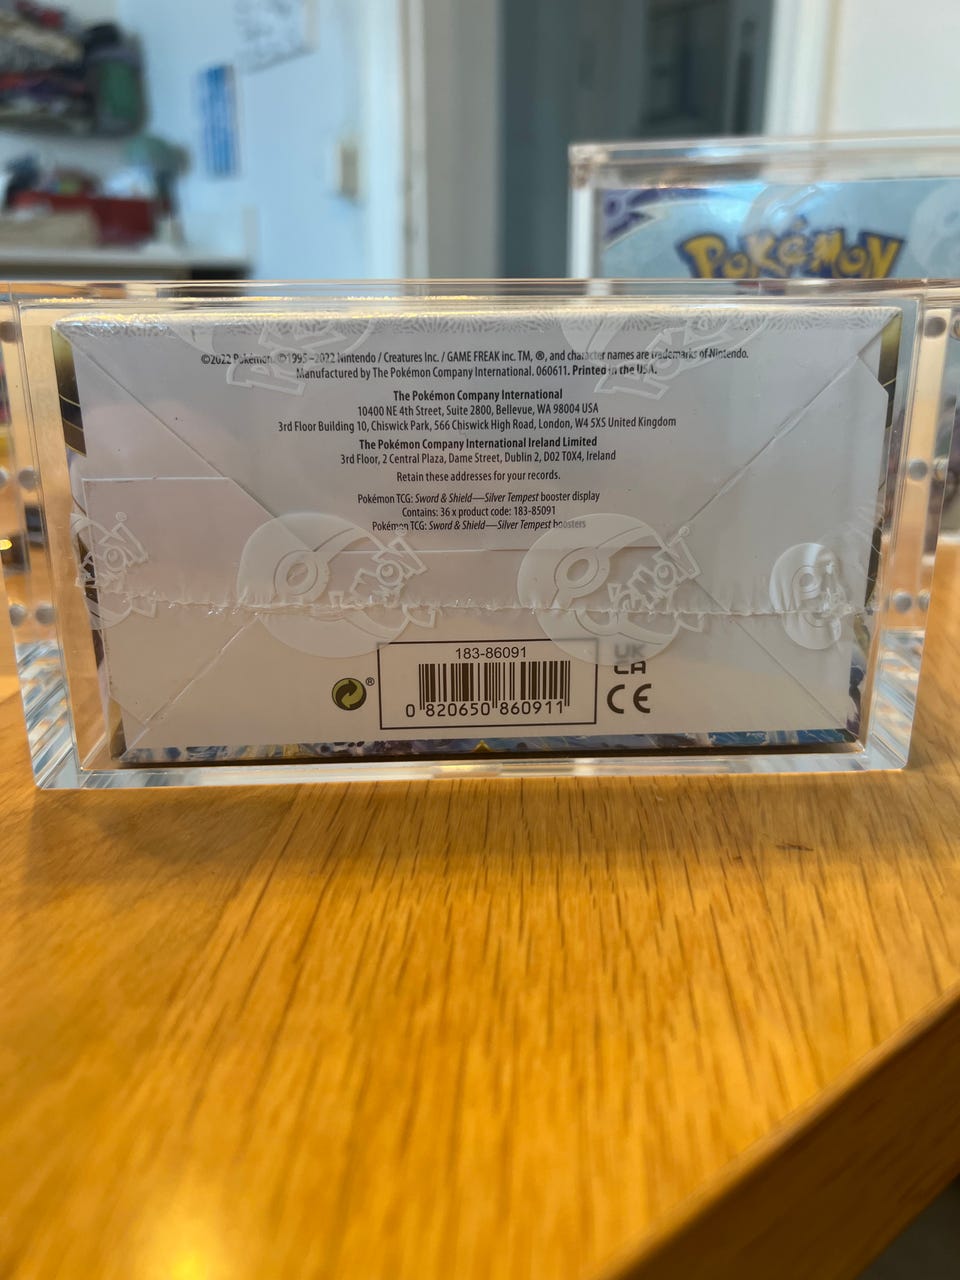 POKÉMON
©2022 Pokémon. ©1995–2022 Nintendo / Creatures Inc. / GAME FREAK inc. TM, ®, and character names are trademarks of Nintendo.
Manufactured by The Pokémon Company International. 060611. Printed in the USA.
The Pokémon Company International
10400 NE 4th Street, Suite 2800, Bellevue, WA 98004 USA
3rd Floor Building 10, Chiswick Park, 566 Chiswick High Road, London, W4 5XS United Kingdom
The Pokémon Company International Ireland Limited
3rd Floor, 2 Central Plaza, Dame Street, Dublin 2, D02 T0X4, Ireland
Retain these addresses for your records.
Pokémon TCG: Sword & Shield—Silver Tempest booster display
Contains: 36 x product code: 183-85091
Pokémon TCG: Sword & Shield—Silver Tempest boosters
POKÉMON
POKÉMON
183-86091
0 820650 860911
®
UK
CA
CE